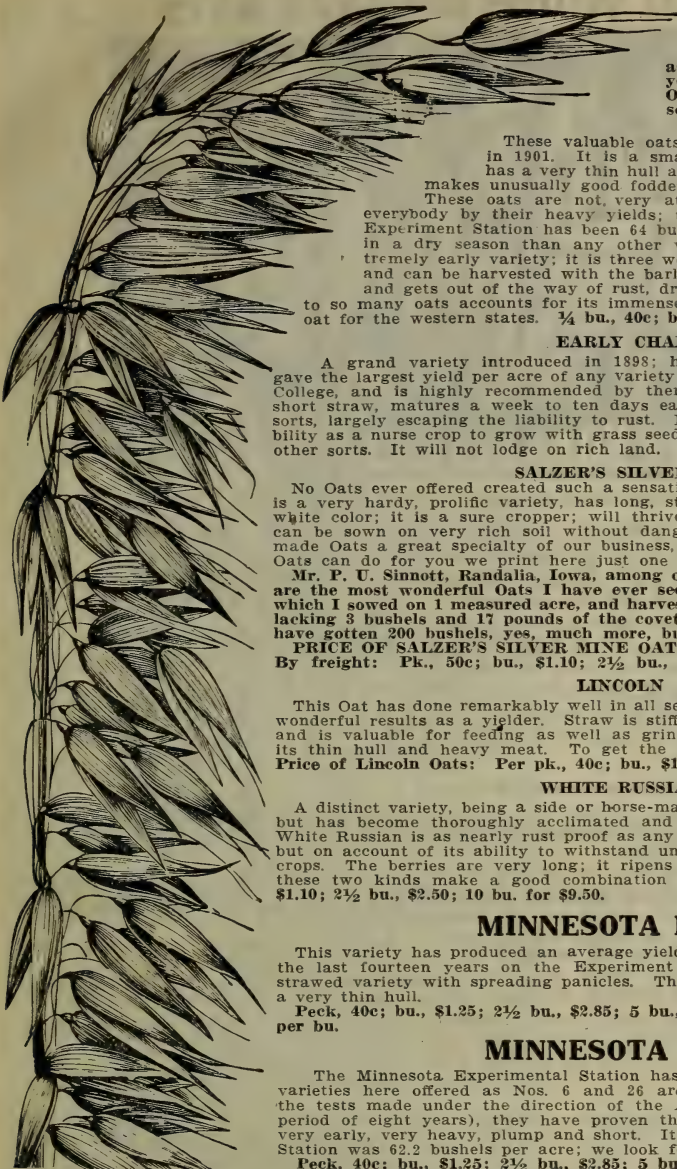 a
y
O
se
These valuable oats
in 1901. It is a sma
has a very thin hull a
makes unusually good fodde
These oats are not, very a
everybody by their heavy yields;
Experiment Station has been 64 bu
in a dry season than any other v
tremely early variety; it is three w
and can be harvested with the barl
and gets out of the way of rust, dr
to so many oats accounts for its immens
oat for the western states. ¼ bu., 40c; b
EARLY CHA
A grand variety introduced in 1898; h
gave the largest yield per acre of any variety
College, and is highly recommended by the
short straw, matures a week to ten days ea
sorts, largely escaping the liability to rust.
bility as a nurse crop to grow with grass seed
other sorts. It will not lodge on rich land.
SALZER'S SILVE
No Oats ever offered created such a sensati
is a very hardy, prolific variety, has long, st
white color; it is a sure cropper; will thriv
can be sown on very rich soil without dang
made Oats a great specialty of our business,
Oats can do for you we print here just one
Mr. P. U. Sinnott, Randalia, Iowa, among o
are the most wonderful Oats I have ever se
which I sowed on 1 measured acre, and harve
lacking 3 bushels and 17 pounds of the covet
have gotten 200 bushels, yes, much more, bu
PRICE OF SALZER'S SILVER MINE OAT
By freight: Pk., 50c; bu., $1.10; 2½ bu.,
LINCOLN
This Oat has done remarkably well in all se
wonderful results as a yielder. Straw is stiff
and is valuable for feeding as well as grin
its thin hull and heavy meat. To get the
Price of Lincoln Oats: Per pk., 40c; bu., $1
WHITE RUSSI
A distinct variety, being a side or horse-ma
but has become thoroughly acclimated and
White Russian is as nearly rust proof as any
but on account of its ability to withstand un
crops. The berries are very long; it ripens
these two kinds make a good combination
$1.10; 2½ bu., $2.50; 10 bu. for $9.50.
MINNESOTA
This variety has produced an average yiel
the last fourteen years on the Experiment
strawed variety with spreading panicles. Th
a very thin hull.
Peck, 40c; bu., $1.25; 2½ bu., $2.85; 5 bu.,
per bu.
MINNESOTA
The Minnesota Experimental Station has
varieties here offered as Nos. 6 and 26 ar
the tests made under the direction of the
period of eight years), they have proven th
very early, very heavy, plump and short. It
Station was 62.2 bushels per acre; we look f
Peck, 40c; bu., $1.25; 2½ bu., $2.85; 5 bu